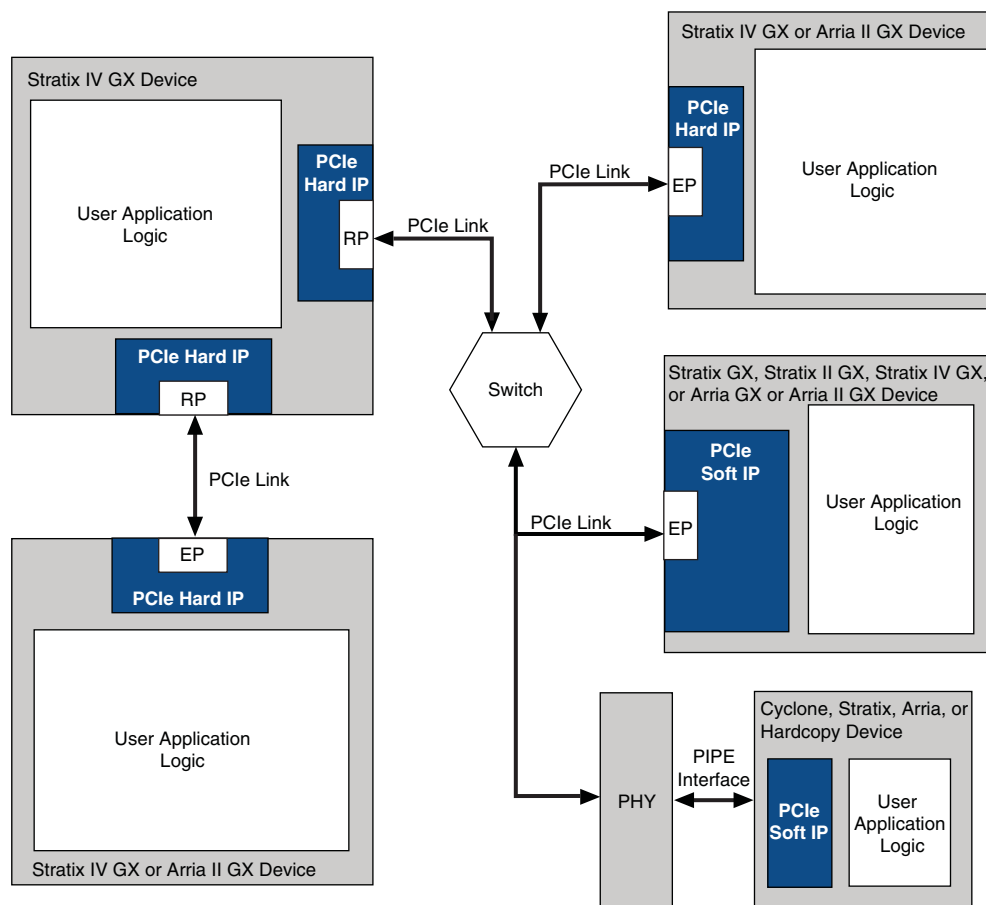 Stratix IV GX Device
User Application
Logic
PCIe
Hard IP
RP
PCIe Link
PCIe Hard IP
RP
PCIe Link
EP
PCIe Hard IP
User Application
Logic
Stratix IV GX or Arria II GX Device
Switch
Stratix IV GX or Arria II GX Device
PCIe
Hard IP
EP
PCIe Link
User Application
Logic
Stratix GX, Stratix II GX, Stratix IV GX,
or Arria GX or Arria II GX Device
PCIe
Soft IP
EP
PCIe Link
User Application
Logic
PHY
PIPE
Interface
Cyclone, Stratix, Arria, or
Hardcopy Device
PCIe
Soft IP
User
Application
Logic